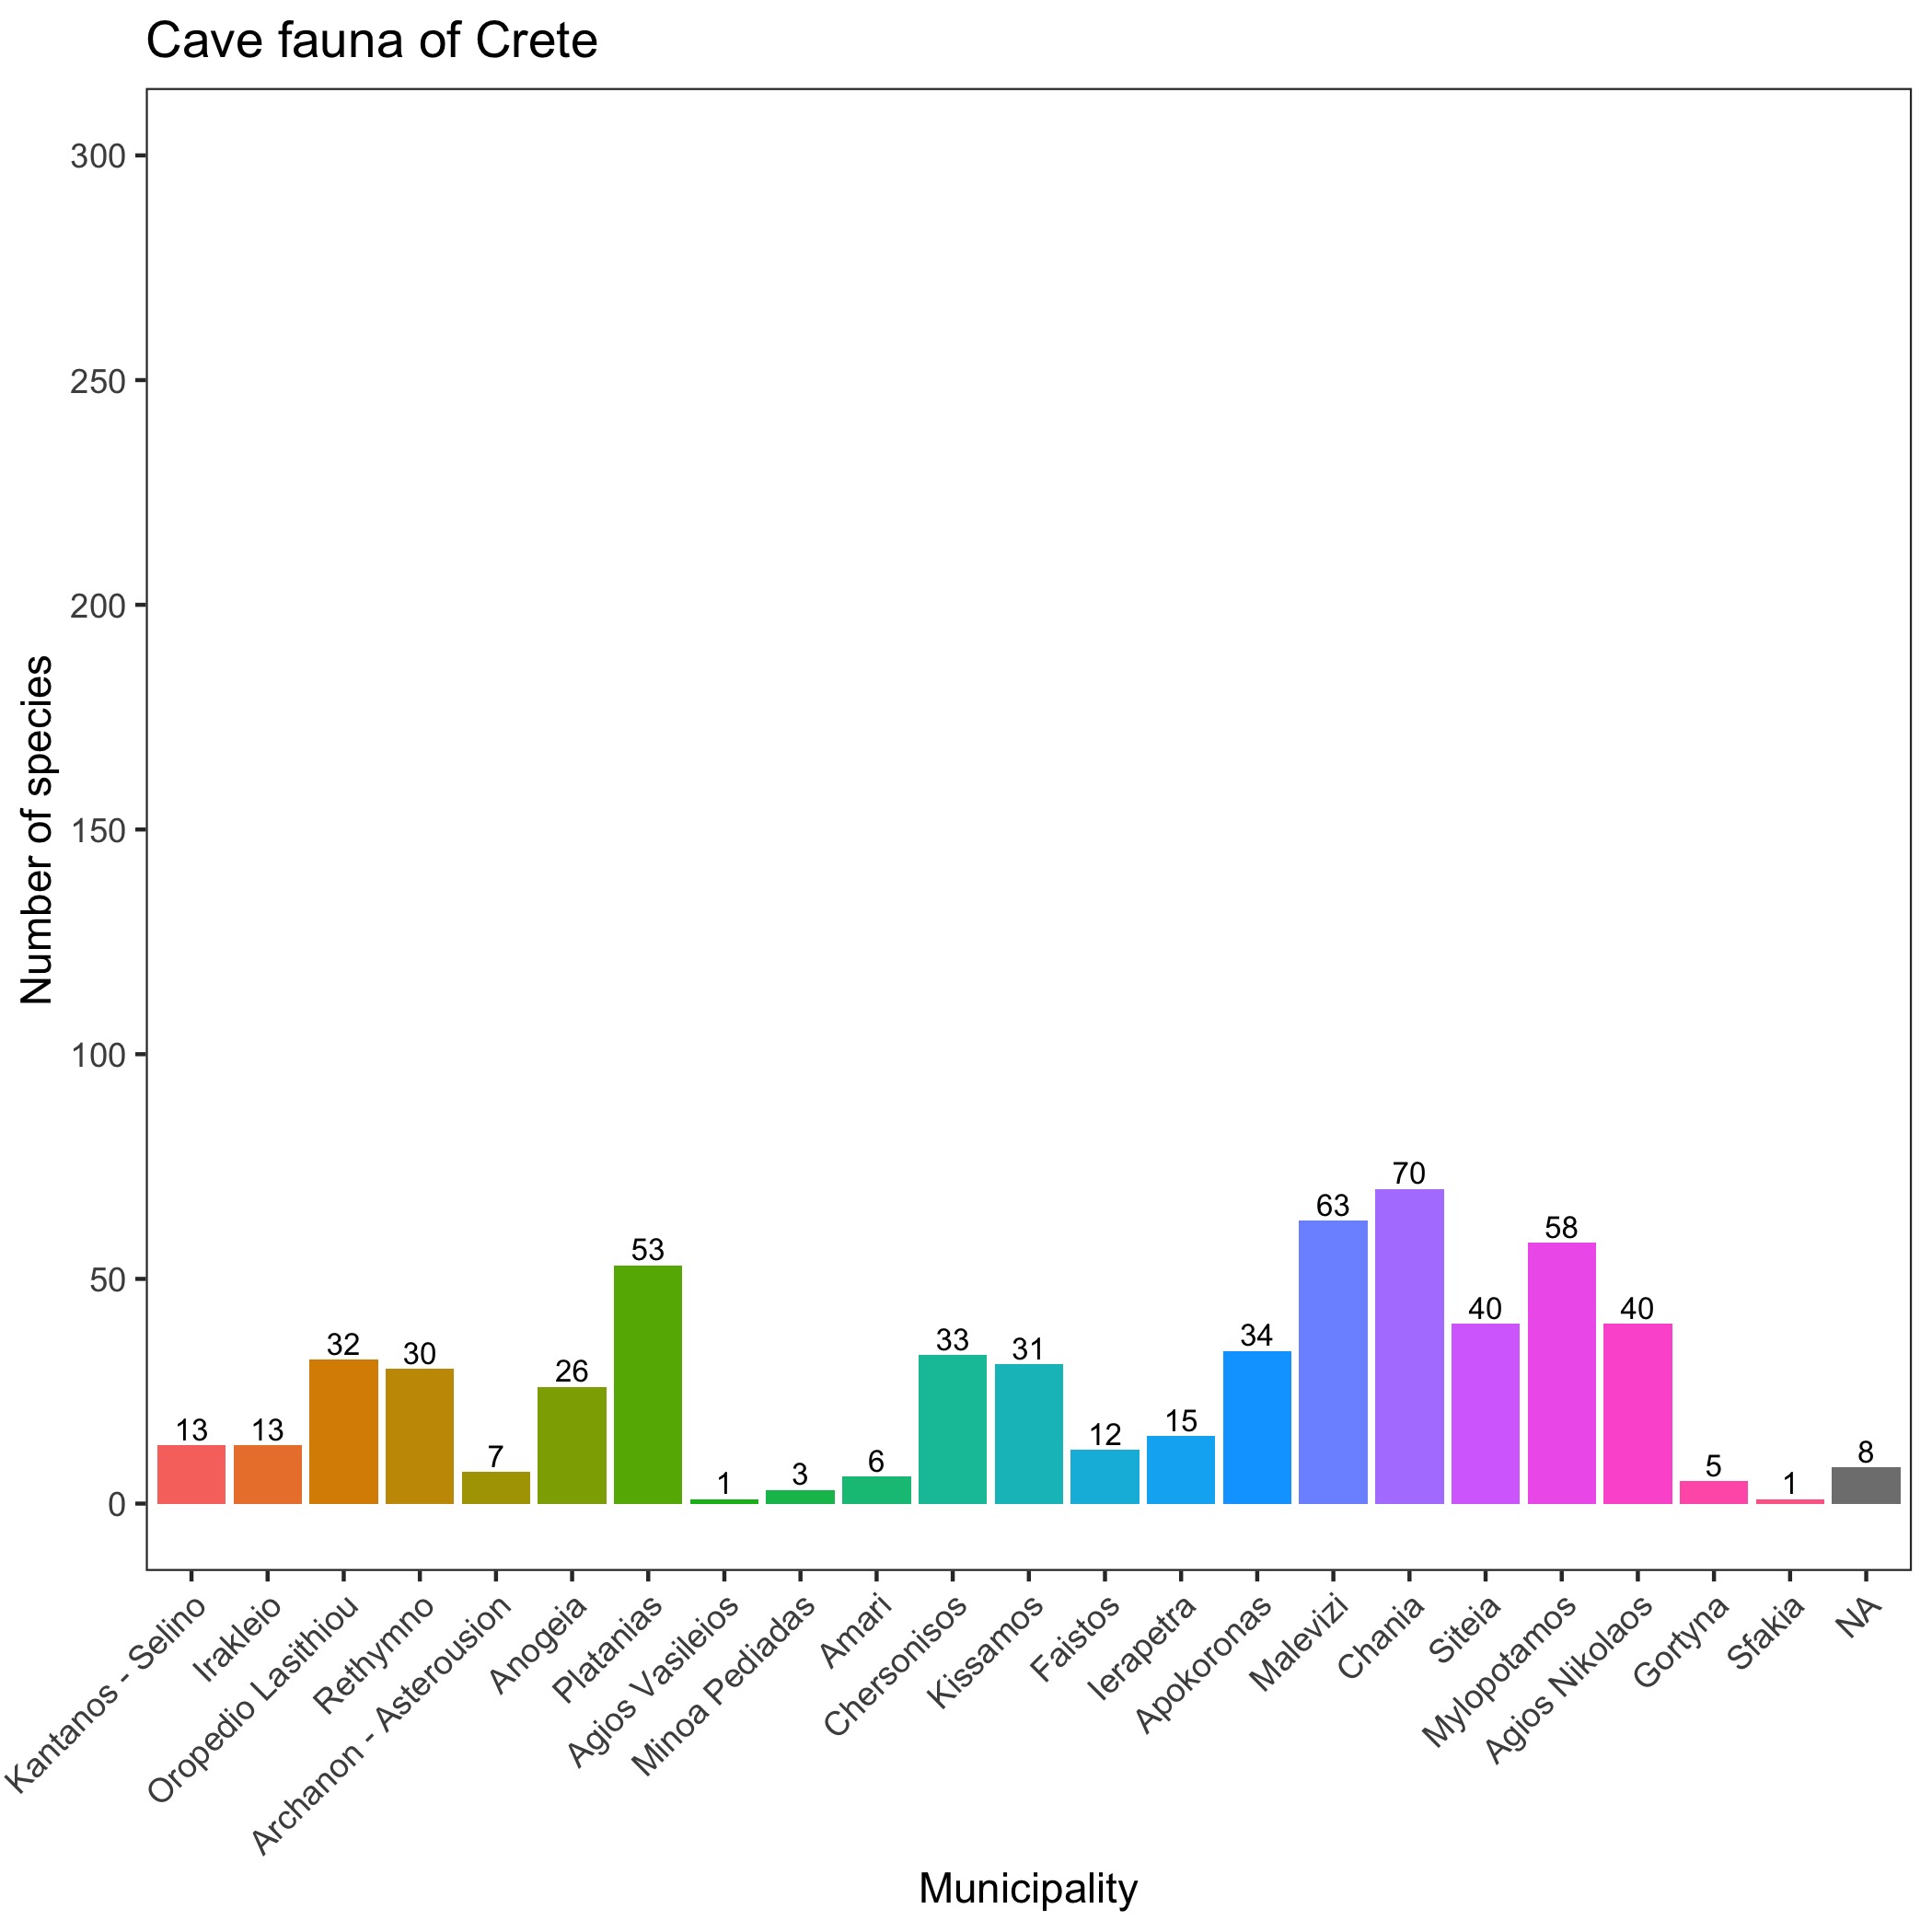 Cave fauna of Crete
Number of species
300
250
200
150
100
50
0
13
13
32
30
7
26
53
1
3
6
33
31
12
15
34
63
70
40
58
40
5
1
8
Kantanos - Selino
Irakleio
Oropedio Lasithiou
Rethymno
Archanon - Asterousion
Anogeia
Platanias
Agios Vasileios
Minoa Pediadas
Amari
Chersonisos
Kissamos
Faistos
Ierapetra
Apokoronas
Malevizi
Chania
Siteia
Mylopotamos
Agios Nikolaos
Gortyna
Sfakia
NA
Municipality